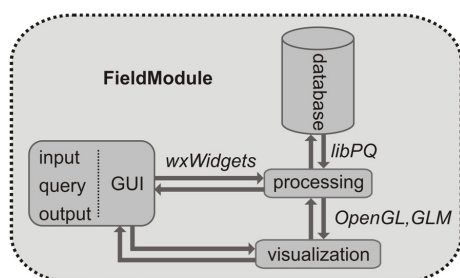 FieldModule
database
libPQ
input
query
output
GUI
wxWidgets
processing
OpenGL,GLM
visualization